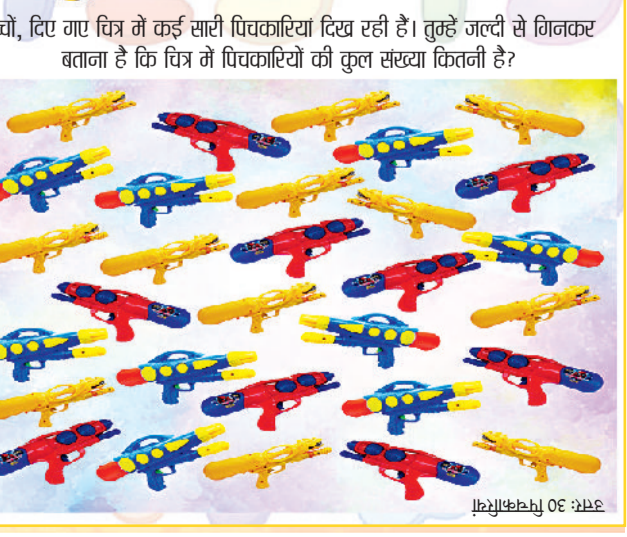 च्चों, दिए गए चित्र में कई सारी पिचकारियां दिख रही हैं। तुम्हें जल्दी से गिनकर
बताना है कि चित्र में पिचकारियों की कुल संख्या कितनी है?
उत्तर: 30 पिचकारियां